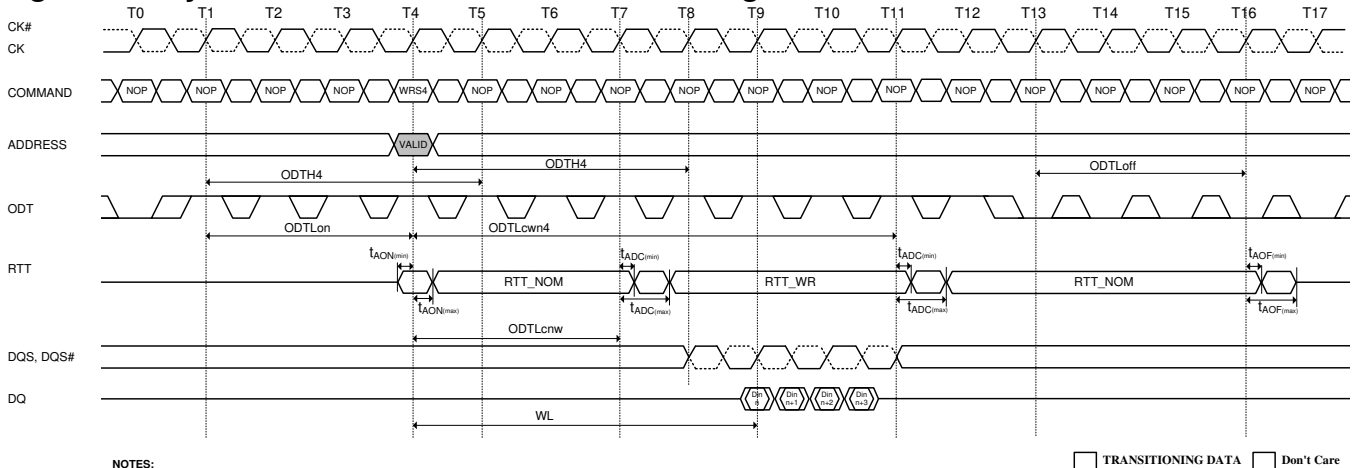 T0 T1 T2 T3 T4 T5 T6 T7 T8 T9 T10 T11 T12 T13 T14 T15 T16 T17
CK#
CK
COMMAND NOP NOP NOP NOP WRS4 NOP NOP NOP NOP NOP NOP NOP NOP NOP NOP NOP NOP NOP
ADDRESS VALID
ODTH4 ODTH4 ODTLoff
ODT
ODTLon ODTLcwn4
tAON(min) tADC(min) tADC(min) tAOF(min)
RTT RTT_NOM RTT_WR RTT_NOM
tAON(max) tADC(max) tADC(max) tAOF(max)
ODTLcnw
DQS, DQS#
DQ Din n Din n+1 Din n+2 Din n+3
WL
NOTES: TRANSITIONING DATA Don't Care